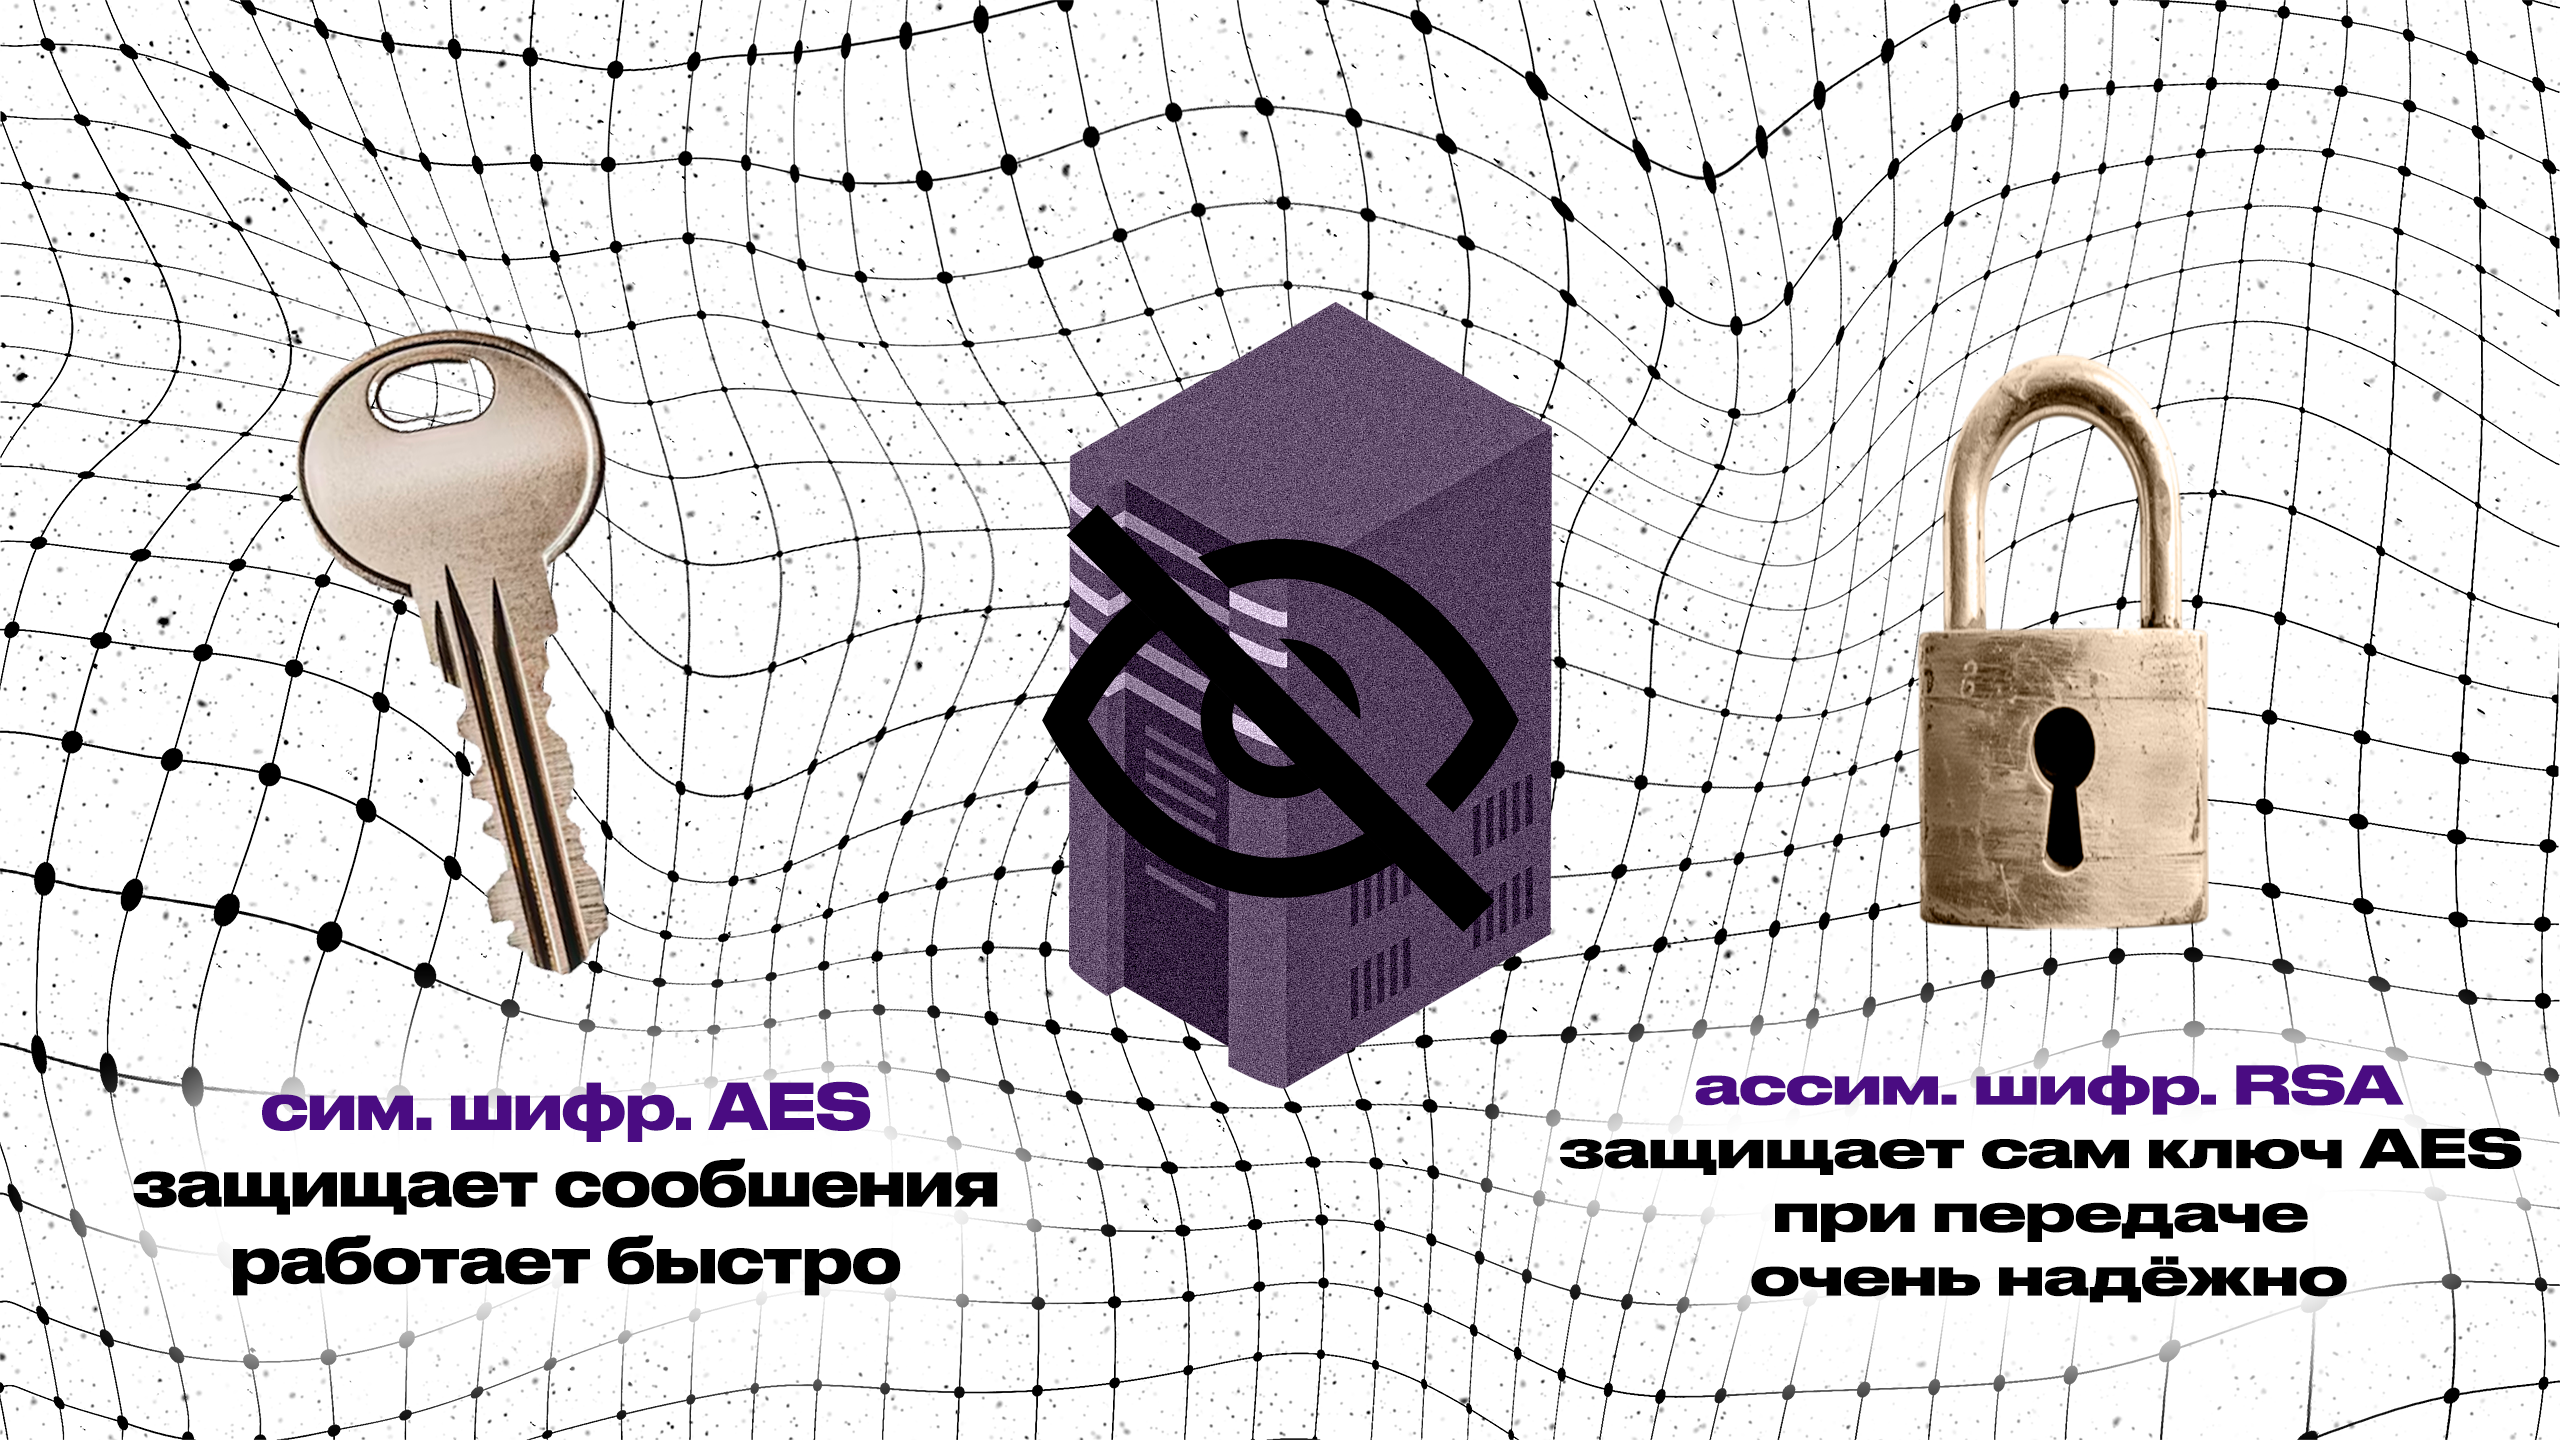 сим. шифр. AES
защищает сообшения
работает быстро
ассим. шифр. RSA
защищает сам ключ AES
при передаче
очень надёжно